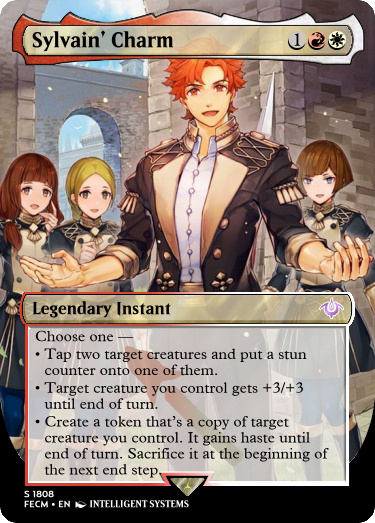 Sylvain' Charm 1
Legendary Instant
Choose one —
• Tap two target creatures and put a stun
counter onto one of them.
• Target creature you control gets +3/+3
until end of turn.
• Create a token that's a copy of target
creature you control. It gains haste until
end of turn. Sacrifice it at the beginning of
the next end step.
S 1808
FECM • EN INTELLIGENT SYSTEMS